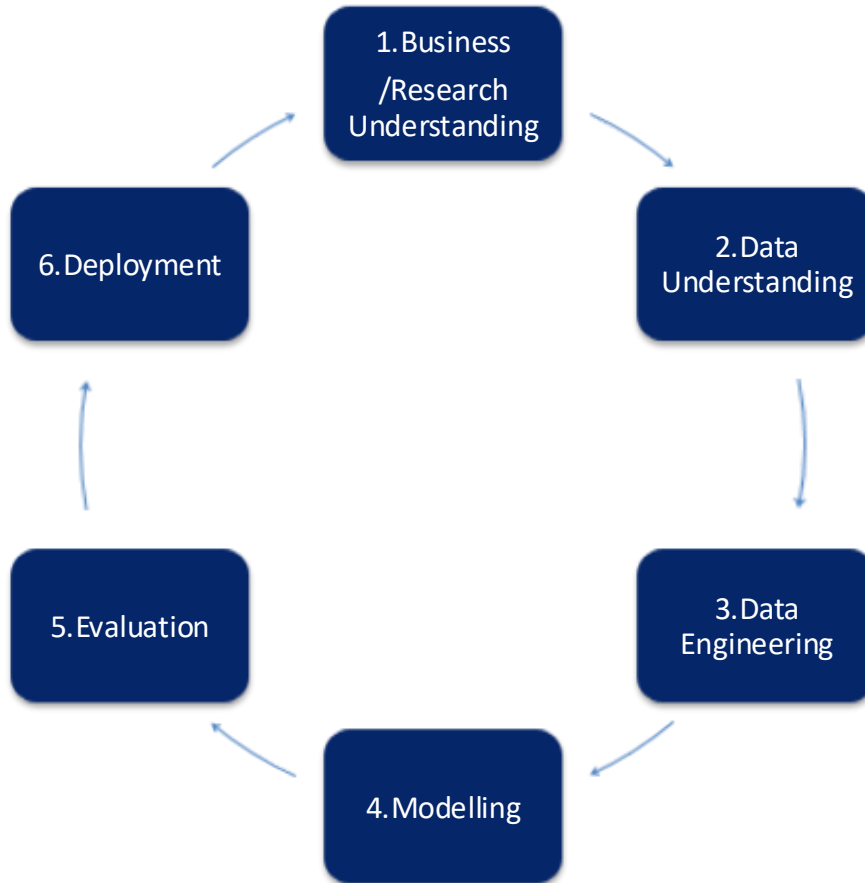 1.Business
/Research
Understanding
2.Data
Understanding
3.Data
Engineering
4.Modelling
5.Evaluation
6.Deployment